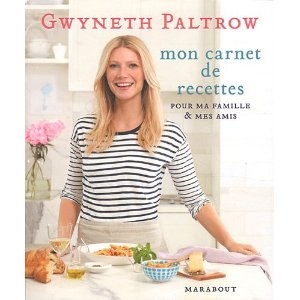 GWYNETH PALTROW
mon carnet
de
recettes
POUR MA FAMILLE
& MES AMIS
MARABOUT